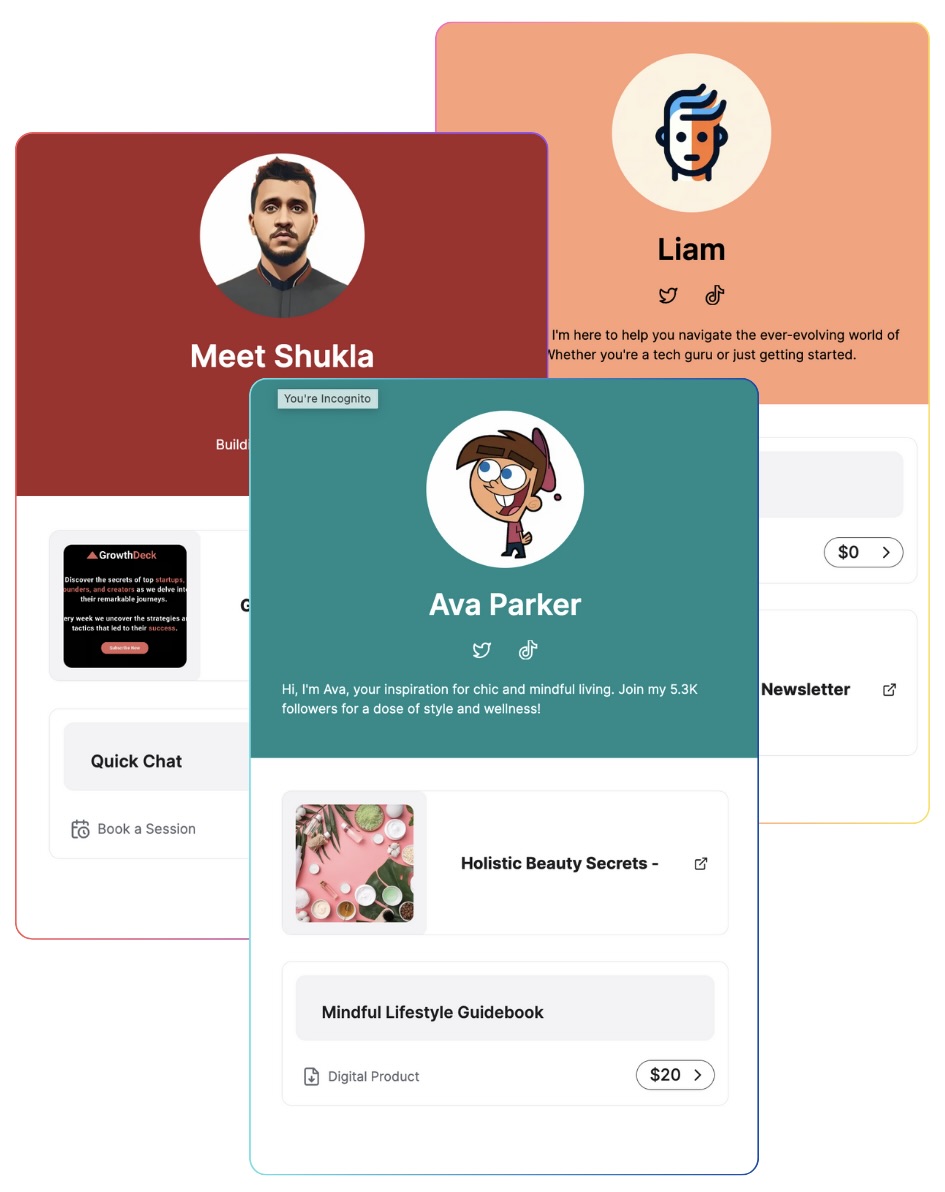 Liam
I'm here to help you navigate the ever-evolving world of
Whether you're a tech guru or just getting started.
$0
Newsletter
Meet Shukla
GrowthDeck
Discover the secrets of top startups,
and creators as we delve into
their remarkable journeys.
week we uncover the strategies
tactics that led to their success.
Subscribe Now
Quick Chat
Book a Session
You're Incognito
Ava Parker
Hi, I'm Ava, your inspiration for chic and mindful living. Join my 5.3K
followers for a dose of style and wellness!
Holistic Beauty Secrets -
Mindful Lifestyle Guidebook
Digital Product
$20